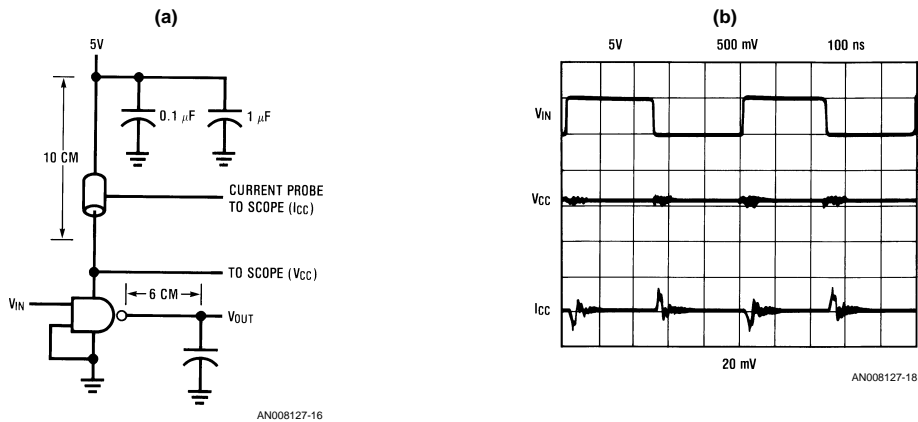 (a)
5V
0.1 μF
1 μF
10 CM
CURRENT PROBE
TO SCOPE (ICC)
TO SCOPE (VCC)
6 CM
VIN
VOUT
AN008127-16
(b)
5V 500 mV 100 ns
VIN
VCC
ICC
20 mV
AN008127-18